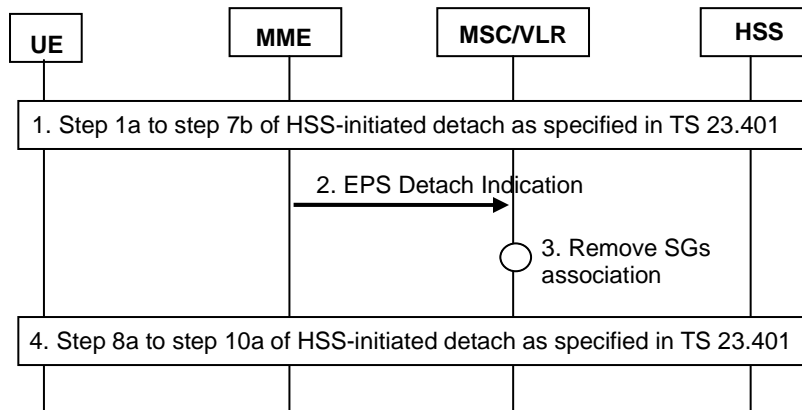 UE
MME
MSC/VLR
HSS
1. Step 1a to step 7b of HSS-initiated detach as specified in TS 23.401
2. EPS Detach Indication
3. Remove SGs
association
4. Step 8a to step 10a of HSS-initiated detach as specified in TS 23.401